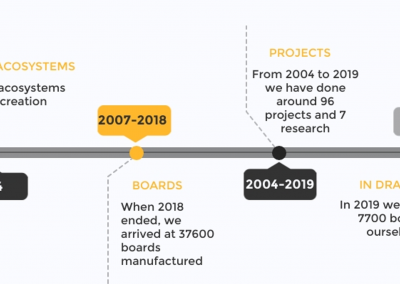 ACOSYSTEMS
acosystems
creation
2007-2018
BOARDS
When 2018
ended, we
arrived at 37600
boards
manufactured
PROJECTS
From 2004 to 2019
we have done
around 96
projects and 7
research
2004-2019
IN DRA
In 2019 we
7700 bo
ourse